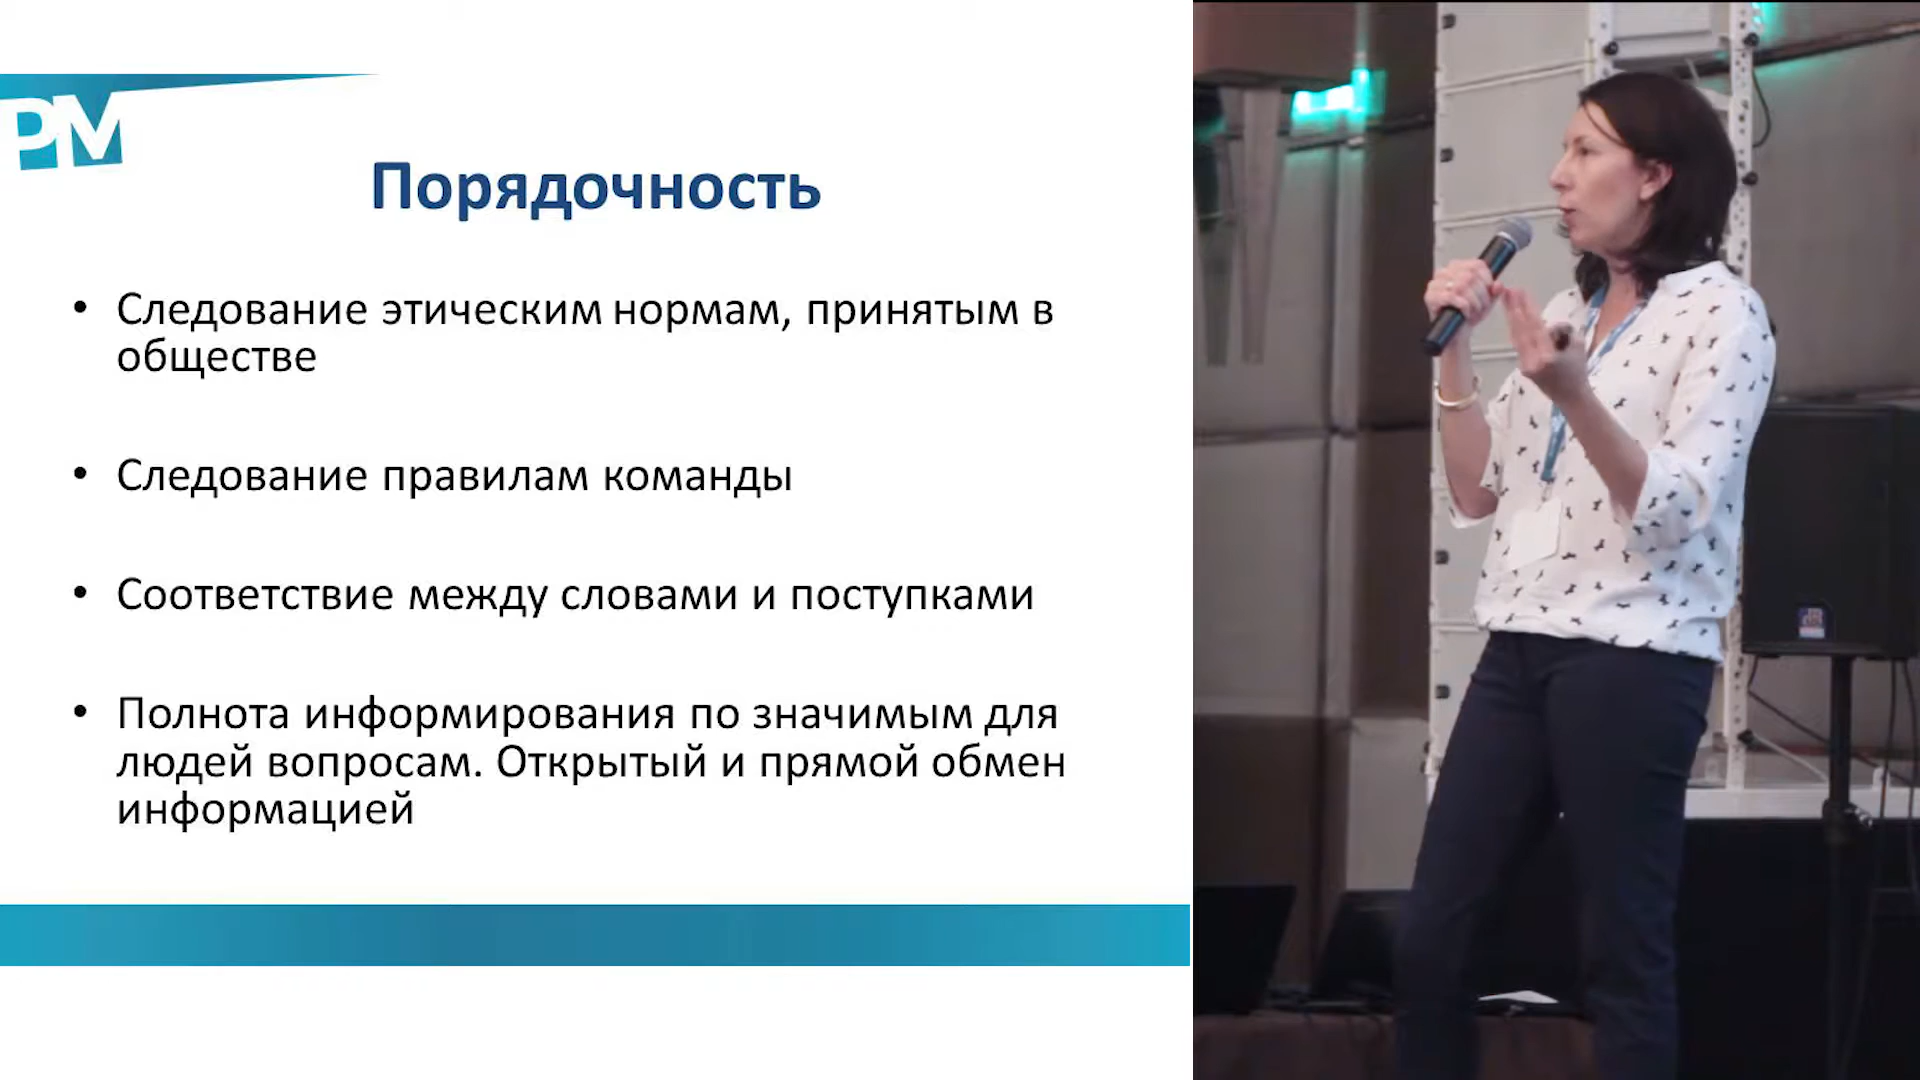 PM
Порядочность
• Следование этическим нормам, принятым в
обществе
• Следование правилам команды
• Соответствие между словами и поступками
• Полнота информирования по значимым для
людей вопросам. Открытый и прямой обмен
информацией